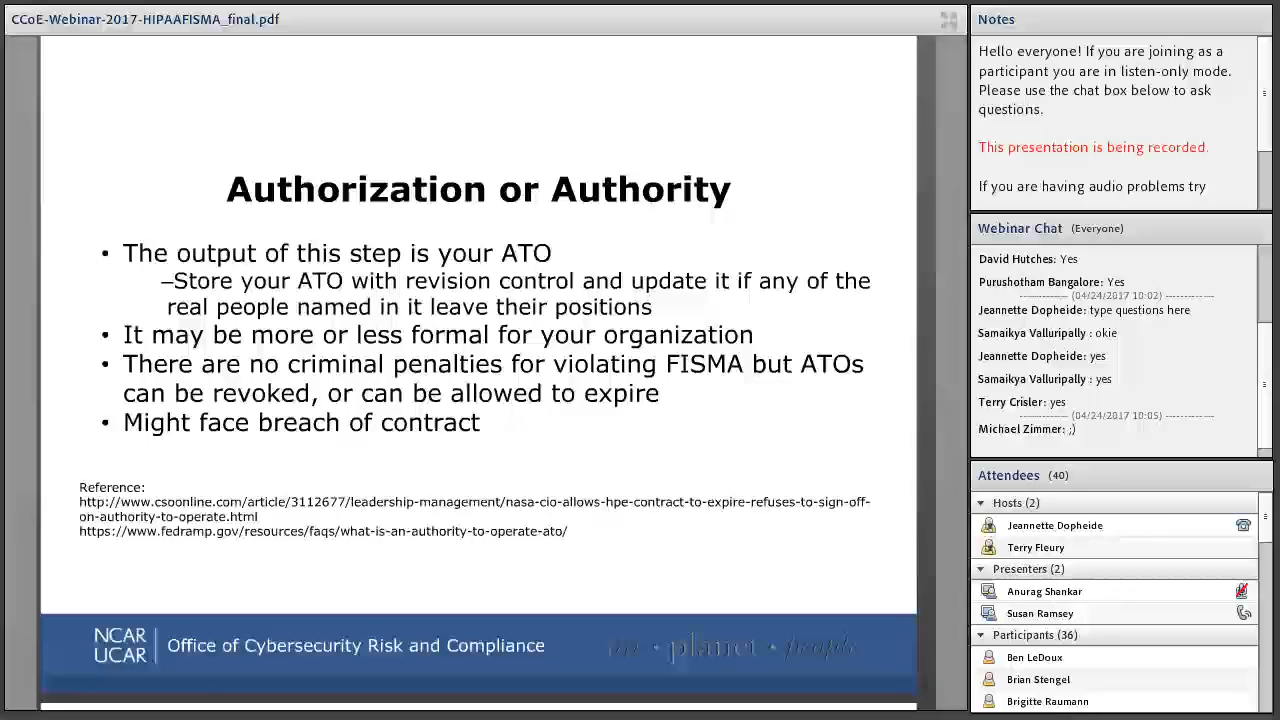 CCoE-Webinar-2017-HIPAAFISMA_final.pdf
Authorization or Authority
• The output of this step is your ATO
–Store your ATO with revision control and update it if any of the
real people named in it leave their positions
• It may be more or less formal for your organization
• There are no criminal penalties for violating FISMA but ATOs
can be revoked, or can be allowed to expire
• Might face breach of contract
Reference:
http://www.csoonline.com/article/3112677/leadership-management/nasa-cio-allows-hpe-contract-to-expire-refuses-to-sign-off-
on-authority-to-operate.html
https://www.fedramp.gov/resources/faqs/what-is-an-authority-to-operate-ato/
NCAR
UCAR
Office of Cybersecurity Risk and Compliance
planet • people
Notes
Hello everyone! If you are joining as a
participant you are in listen-only mode.
Please use the chat box below to ask
questions.
This presentation is being recorded.
If you are having audio problems try
Webinar Chat (Everyone)
David Hutches: Yes
Purushotham Bangalore: Yes
(04/24/2017 10:02)
Jeannette Dopheide: type questions here
Samaikya Valluripally : okie
Jeannette Dopheide: yes
Samaikya Valluripally : yes
Terry Crisler: yes
(04/24/2017 10:05)
Michael Zimmer: ;)
Attendees (40)
Hosts (2)
Jeannette Dopheide
Terry Fleury
Presenters (2)
Anurag Shankar
Susan Ramsey
Participants (36)
Ben LeDoux
Brian Stengel
Brigitte Raumann